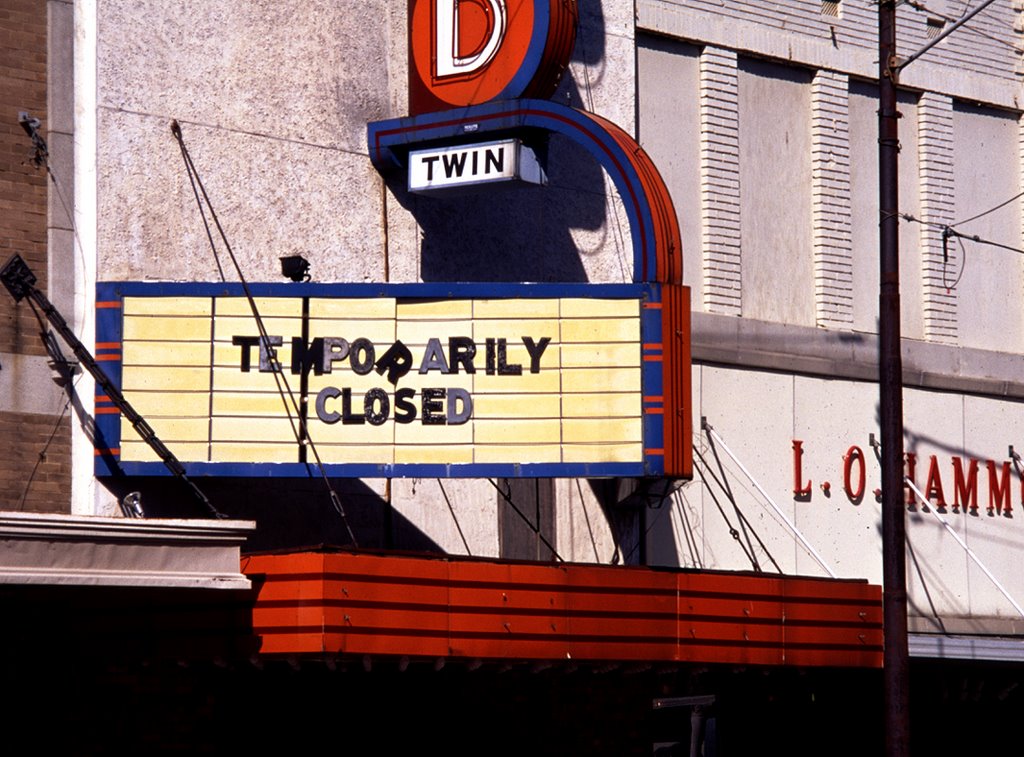 D
TWIN
TEMPORARILY
CLOSED
L.O. HAMM